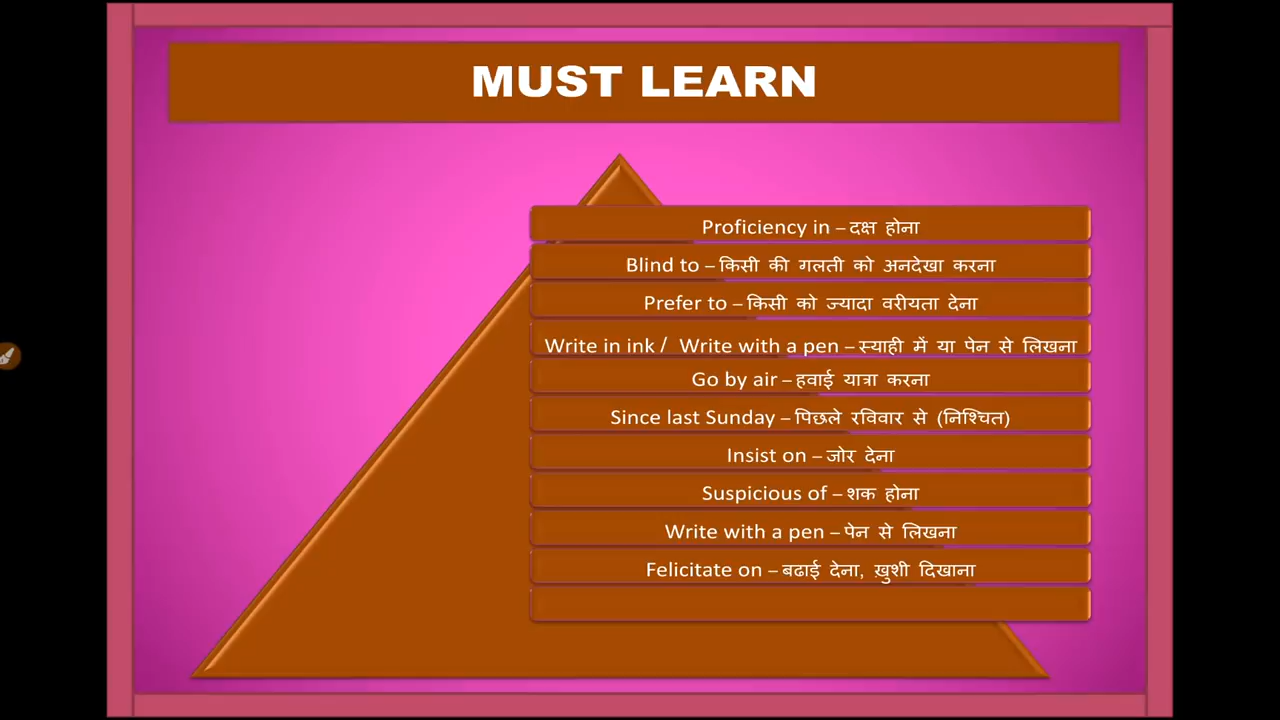 MUST LEARN
Proficiency in – दक्ष होना
Blind to – किसी की गलती को अनदेखा करना
Prefer to – किसी को ज्यादा वरीयता देना
Write in ink / Write with a pen – स्याही में या पेन से लिखना
Go by air – हवाई यात्रा करना
Since last Sunday – पिछले रविवार से (निश्चित)
Insist on – जोर देना
Suspicious of – शक होना
Write with a pen – पेन से लिखना
Felicitate on – बढाई देना, ख़ुशी दिखाना